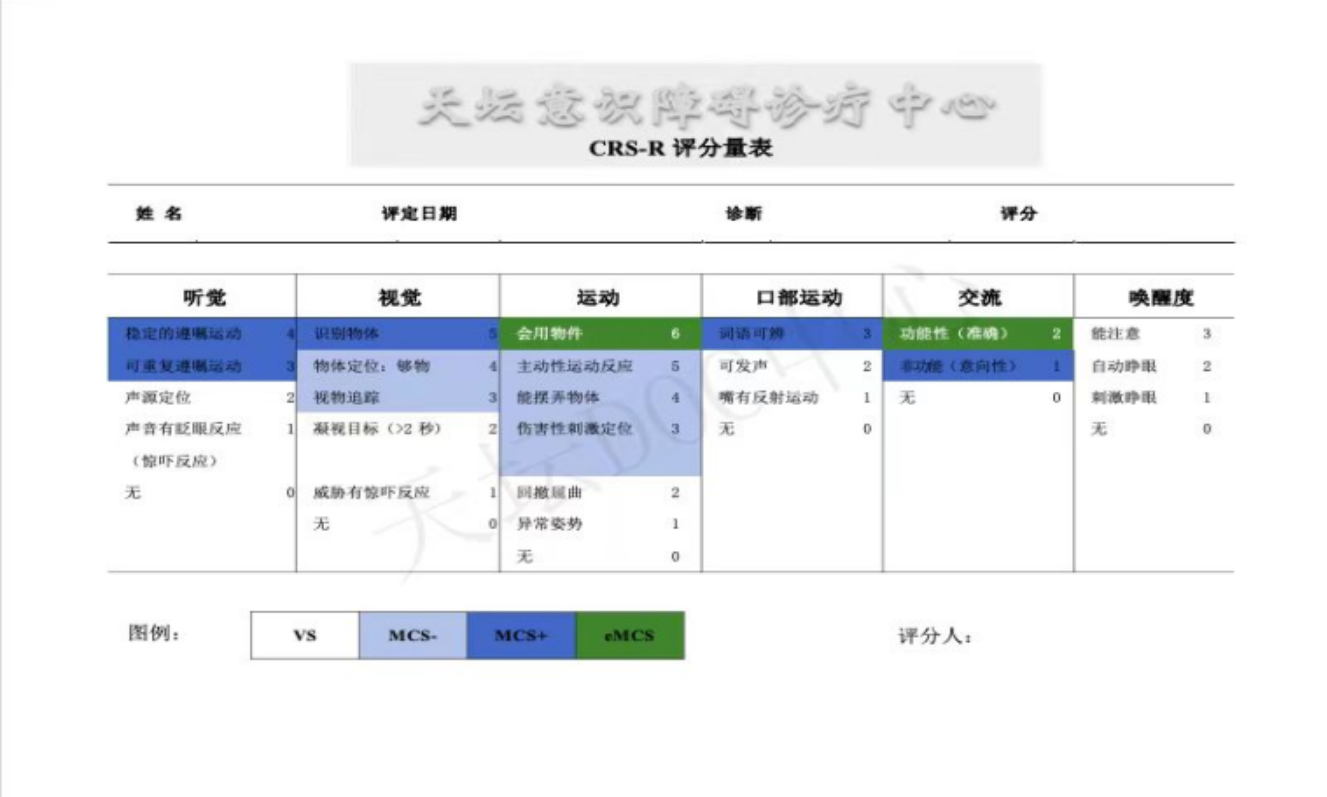 天坛意识障碍诊疗中心
CRS-R 评分量表
姓 名 评定日期 诊断 评分
听觉 视觉 运动 口部运动 交流 唤醒度
稳定的遵嘱运动 4 识别物体 5 会用物件 6 词语可辨 3 功能性（准确） 2 能注意 3
可重复遵嘱运动 3 物体定位：够物 4 主动性运动反应 5 可发声 2 非功能（意向性） 1 自动睁眼 2
声源定位 2 视物追踪 3 能摆弄物体 4 嘴有反射运动 1 无 0 刺激睁眼 1
声音有眨眼反应 1 凝视目标（>2 秒） 2 伤害性刺激定位 3 无 0 无 0
（惊吓反应）
无 0 威胁有惊吓反应 1 回撤屈曲 2
无 0 异常姿势 1
无 0
图例： VS MCS- MCS+ eMCS 评分人：
天坛DOC中心